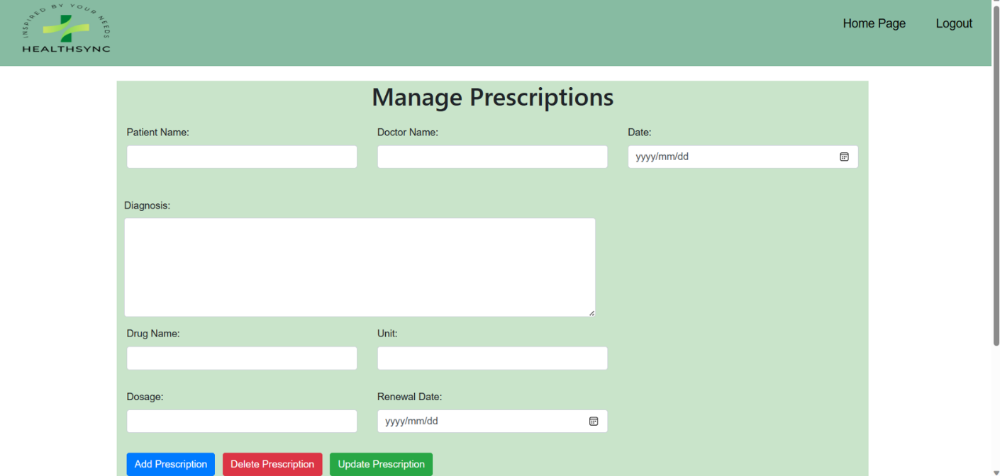 INSPIRED BY YOUR NEEDS
HEALTHSYNC
Home Page Logout
Manage Prescriptions
Patient Name: Doctor Name: Date:
yyyy/mm/dd
Diagnosis:
Drug Name: Unit:
Dosage: Renewal Date:
yyyy/mm/dd
Add Prescription Delete Prescription Update Prescription